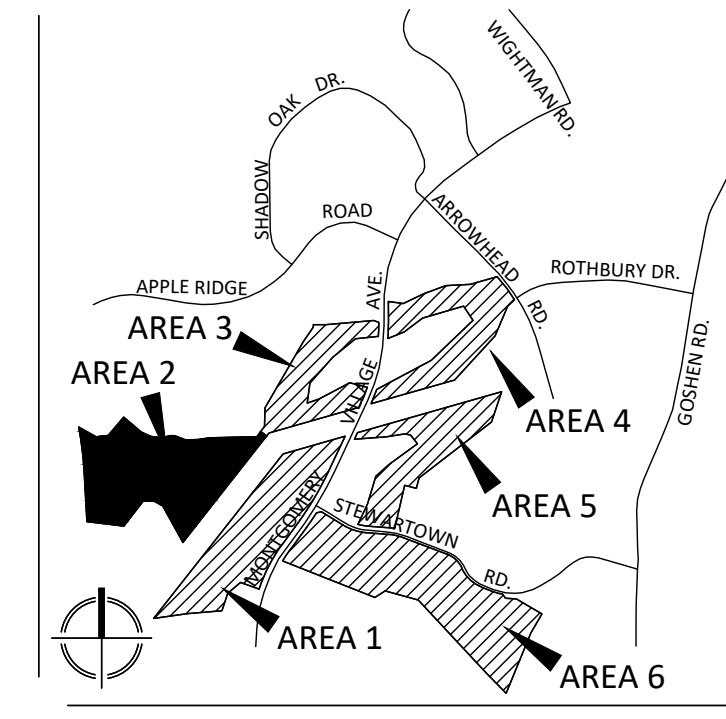 WIGHTMAN RD.
SHADOW OAK DR.
ARROWHEAD RD.
APPLE RIDGE ROAD
ROTHBURY DR.
GOSHEN RD.
MONTGOMERY VILLAGE AVE.
AREA 3
AREA 2
AREA 4
AREA 5
STEWARTOWN RD.
AREA 1
AREA 6